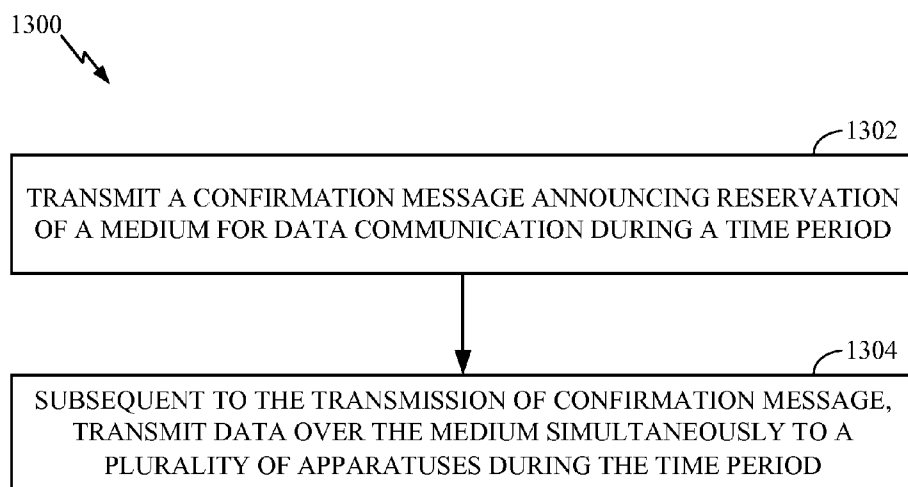 1300
1302
TRANSMIT A CONFIRMATION MESSAGE ANNOUNCING RESERVATION
OF A MEDIUM FOR DATA COMMUNICATION DURING A TIME PERIOD
1304
SUBSEQUENT TO THE TRANSMISSION OF CONFIRMATION MESSAGE,
TRANSMIT DATA OVER THE MEDIUM SIMULTANEOUSLY TO A
PLURALITY OF APPARATUSES DURING THE TIME PERIOD